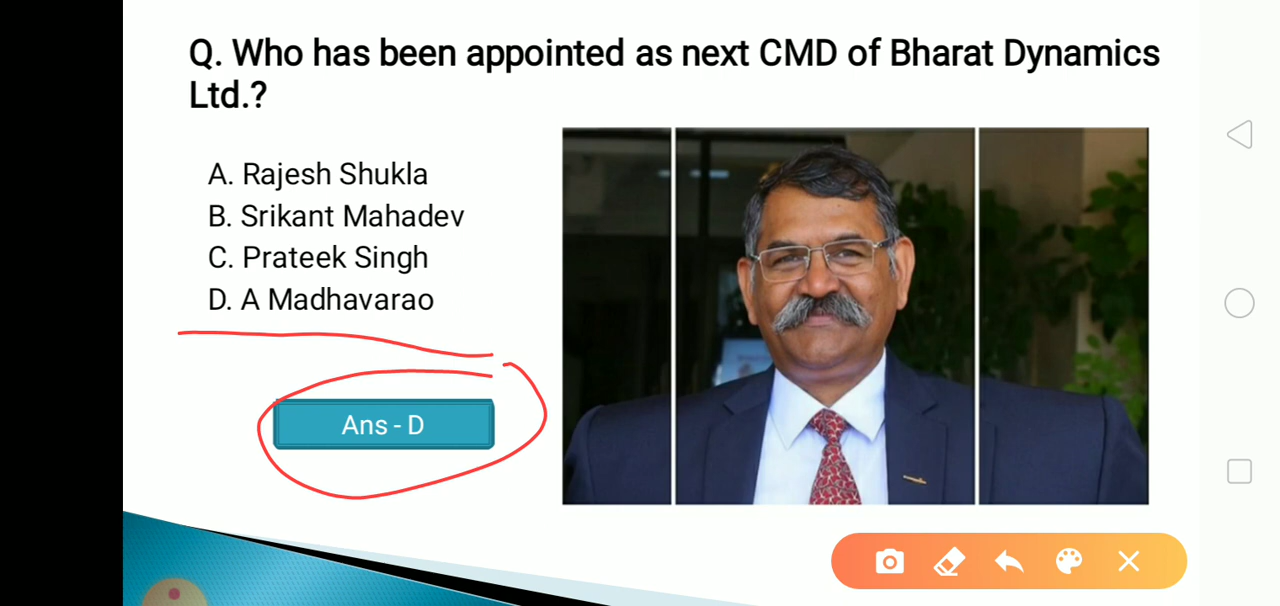 Q. Who has been appointed as next CMD of Bharat Dynamics
Ltd.?
A. Rajesh Shukla
B. Srikant Mahadev
C. Prateek Singh
D. A Madhavarao
Ans - D